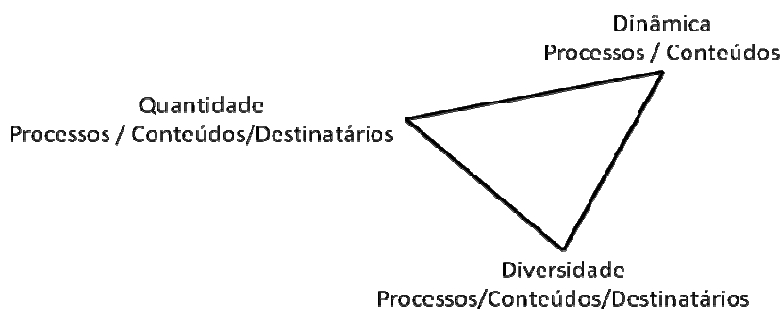 Dinâmica
Processos / Conteúdos
Quantidade
Processos / Conteúdos/Destinatários
Diversidade
Processos/Conteúdos/Destinatários